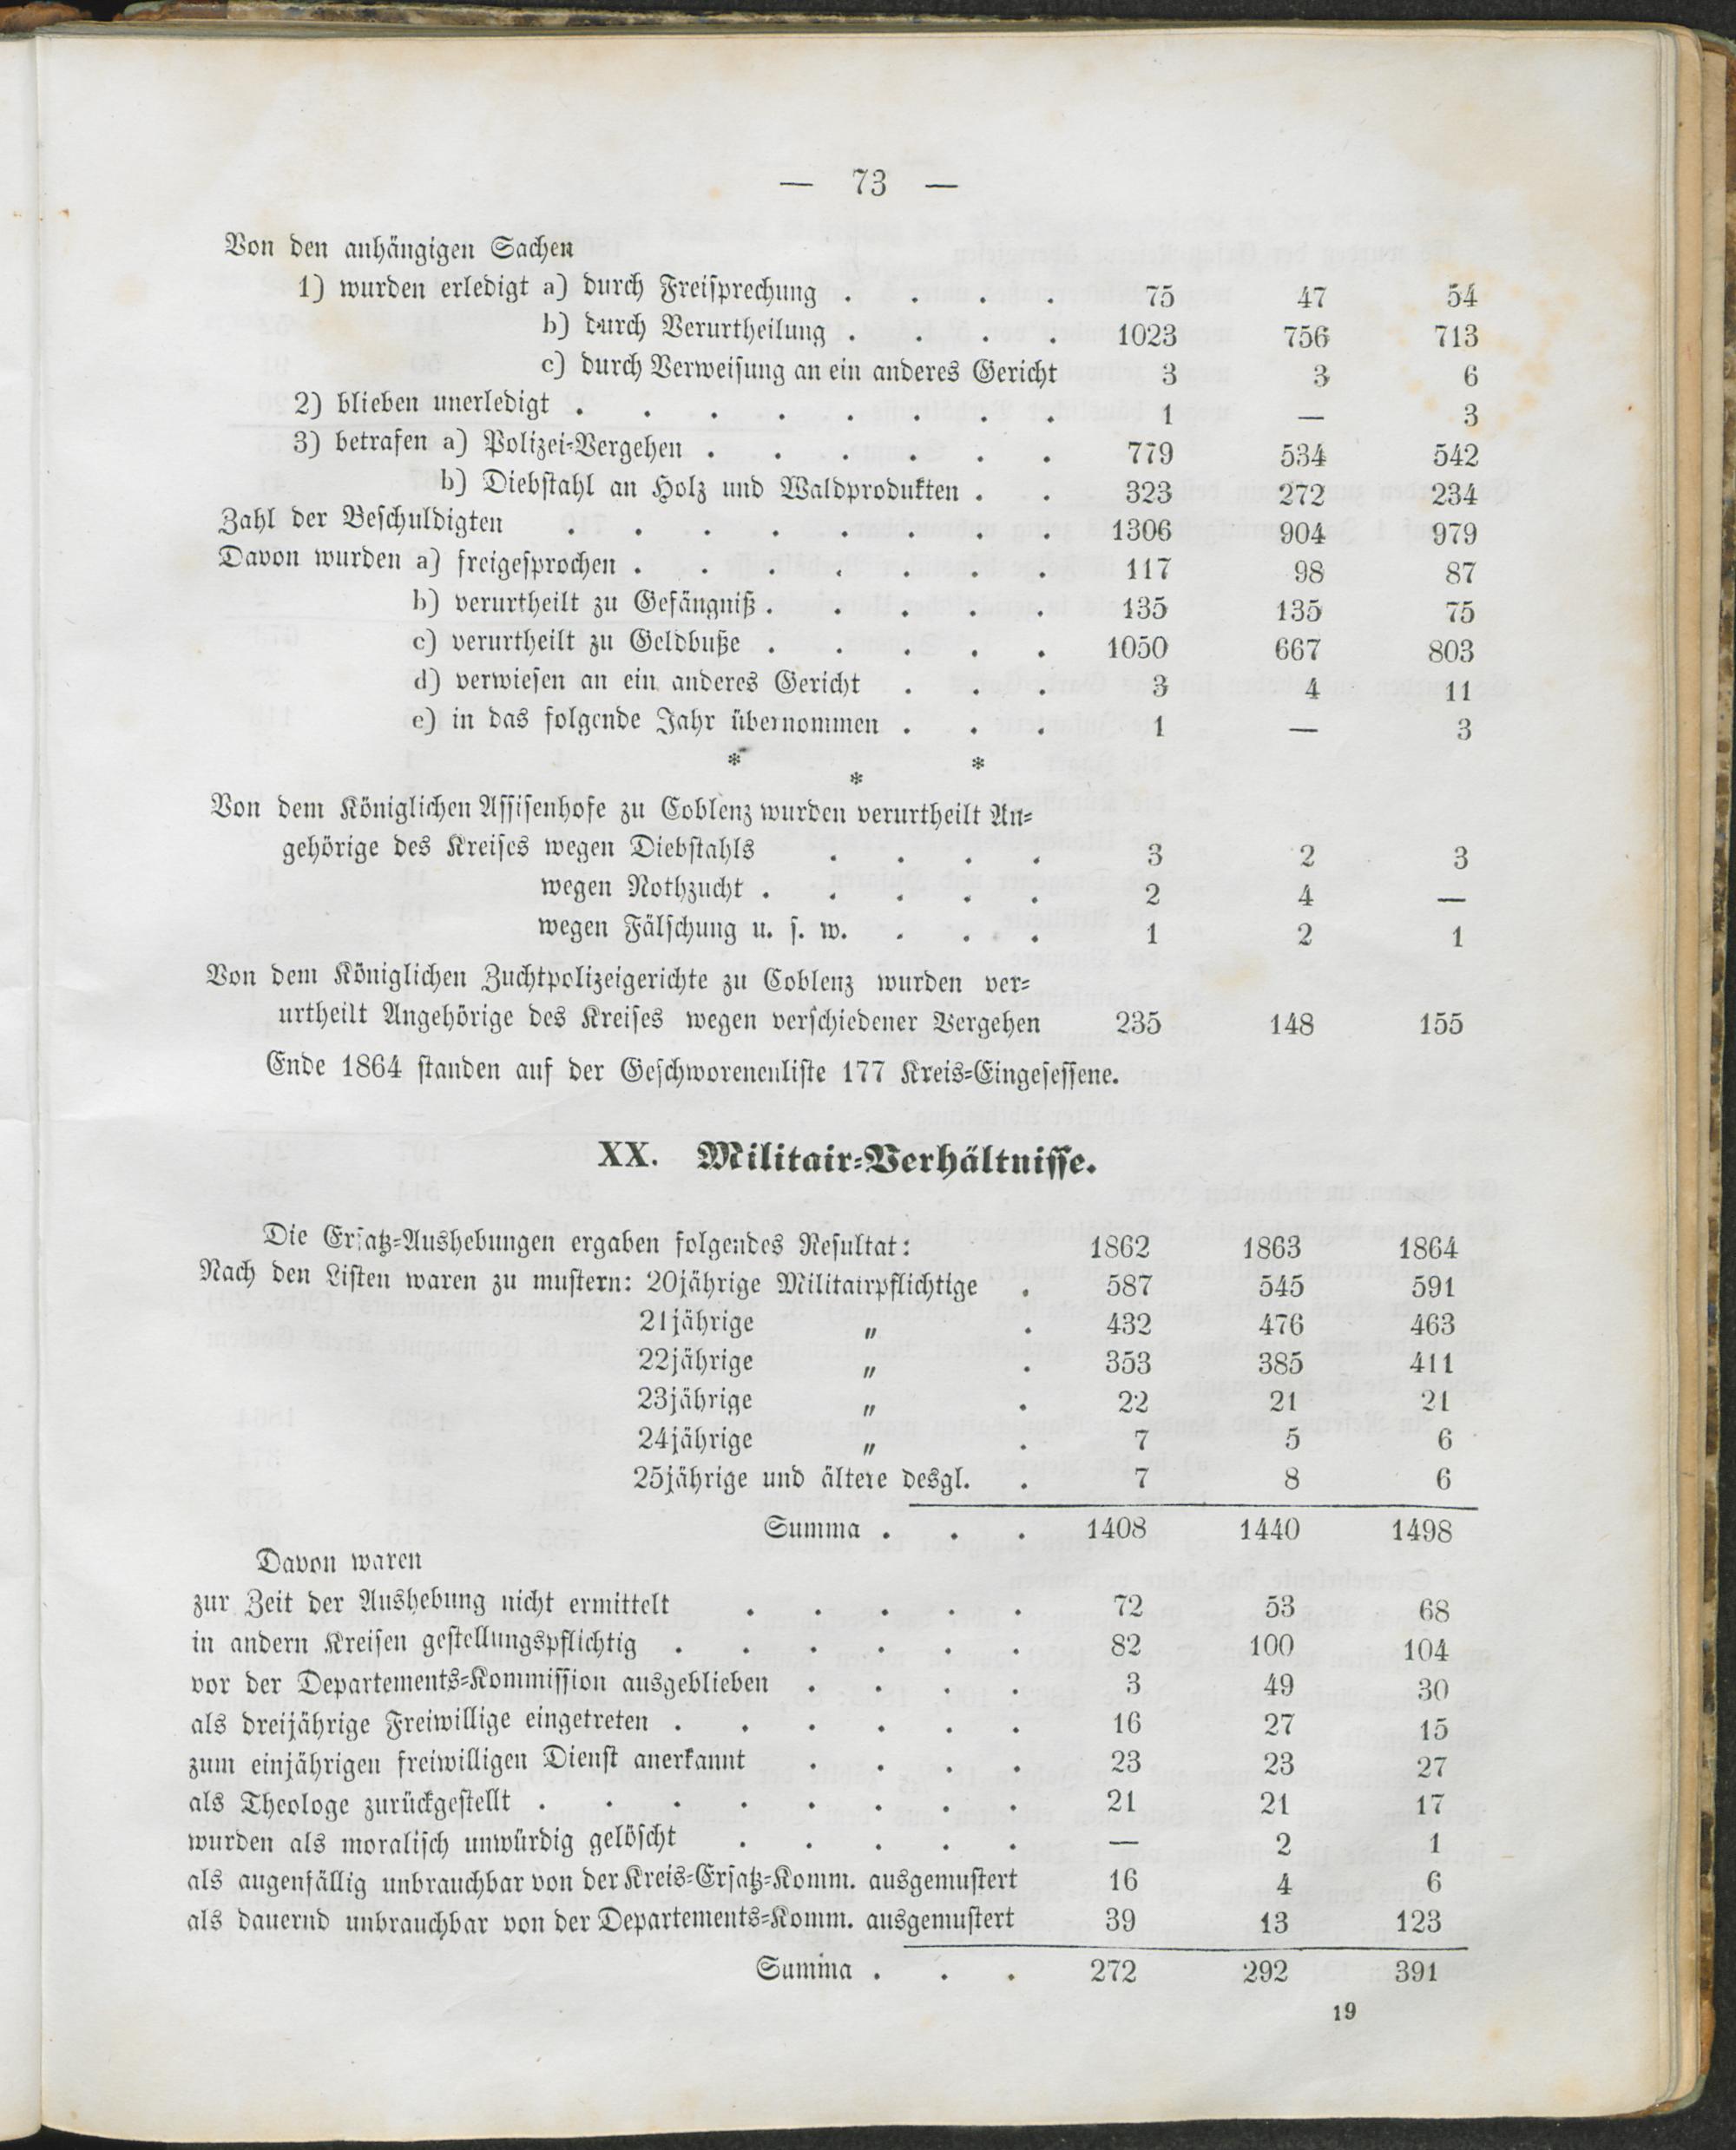 — 73 —
Von den anhängigen Sachen
1) wurden erledigt a) durch Freisprechung . . . . 75 47 54
b) durch Verurtheilung . . . . 1023 756 713
c) durch Verweisung an ein anderes Gericht 3 3 6
2) blieben unerledigt . . . . . . . . 1 — 3
3) betrafen a) Polizei-Vergehen . . . . . . 779 534 542
b) Diebstahl an Holz und Waldprodukten . . 323 272 234
Zahl der Beschuldigten . . . . . . . . 1306 904 979
Davon wurden a) freigesprochen . . . . . . . 117 98 87
b) verurtheilt zu Gefängniß . . . . . 135 135 75
c) verurtheilt zu Geldbuße . . . . . 1050 667 803
d) verwiesen an ein anderes Gericht . . . 3 4 11
e) in das folgende Jahr übernommen . . . 1 — 3
* * *
Von dem Königlichen Assisenhofe zu Coblenz wurden verurtheilt An-
gehörige des Kreises wegen Diebstahls . . . . 3 2 3
wegen Nothzucht . . . . . 2 4 —
wegen Fälschung u. s. w. . . . 1 2 1
Von dem Königlichen Zuchtpolizeigerichte zu Coblenz wurden ver-
urtheilt Angehörige des Kreises wegen verschiedener Vergehen 235 148 155
Ende 1864 standen auf der Geschworenenliste 177 Kreis-Eingesessene.
XX. Militair-Verhältnisse.
Die Ersatz-Aushebungen ergaben folgendes Resultat: 1862 1863 1864
Nach den Listen waren zu mustern: 20jährige Militairpflichtige . 587 545 591
21jährige " . 432 476 463
22jährige " . 353 385 411
23jährige " . 22 21 21
24jährige " . 7 5 6
25jährige und ältere desgl. . 7 8 6
Summa . . . 1408 1440 1498
Davon waren
zur Zeit der Aushebung nicht ermittelt . . . . . 72 53 68
in andern Kreisen gestellungspflichtig . . . . . . 82 100 104
vor der Departements-Kommission ausgeblieben . . . . 3 49 30
als dreijährige Freiwillige eingetreten . . . . . . 16 27 15
zum einjährigen freiwilligen Dienst anerkannt . . . . 23 23 27
als Theologe zurückgestellt . . . . . . . . 21 21 17
wurden als moralisch unwürdig gelöscht . . . . . — 2 1
als augenfällig unbrauchbar von der Kreis-Ersatz-Komm. ausgemustert 16 4 6
als dauernd unbrauchbar von der Departements-Komm. ausgemustert 39 13 123
Summa . . . 272 292 391
19